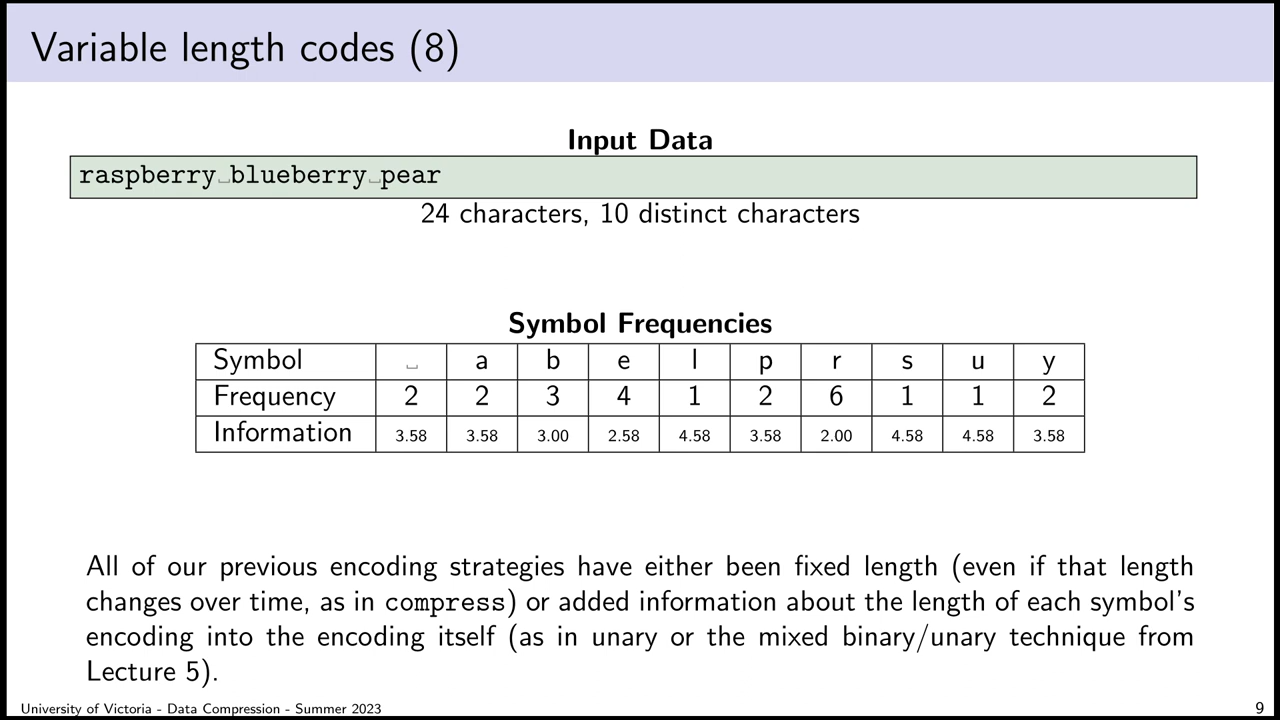 Variable length codes (8)
Input Data
raspberry␣blueberry␣pear
24 characters, 10 distinct characters
Symbol Frequencies
Symbol ␣ a b e l p r s u y
Frequency 2 2 3 4 1 2 6 1 1 2
Information 3.58 3.58 3.00 2.58 4.58 3.58 2.00 4.58 4.58 3.58
All of our previous encoding strategies have either been fixed length (even if that length
changes over time, as in compress) or added information about the length of each symbol's
encoding into the encoding itself (as in unary or the mixed binary/unary technique from
Lecture 5).
University of Victoria - Data Compression - Summer 2023 9